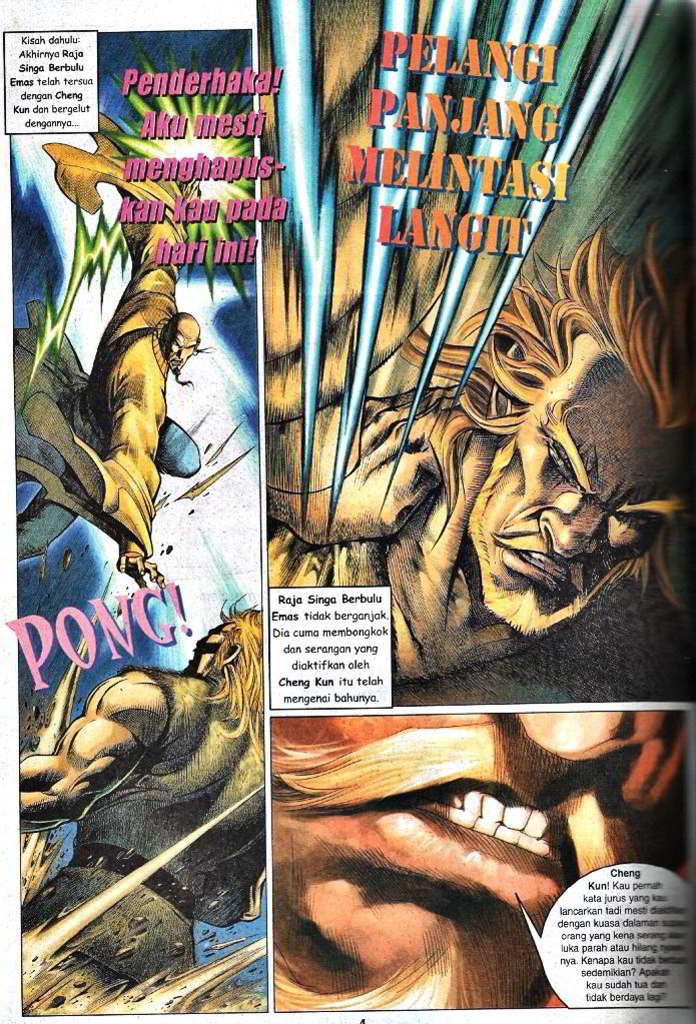 Kisah dahulu:
Akhirnya Raja
Singa Berbulu
Emas telah tersua
dengan Cheng
Kun dan bergelut
dengannya...
Penderhaka!
Aku mesti
menghapus-
kan kau pada
hari ini!
PELANGI
PANJANG
MELINTASI
LANGIT
PONG!
Raja Singa Berbulu
Emas tidak berganjak.
Dia cuma membongkok
dan serangan yang
diaktifkan oleh
Cheng Kun itu telah
mengenai bahunya.
Cheng
Kun! Kau pernah
kata jurus yang kau
lancarkan tadi mesti
dengan kuasa dalaman
orang yang kena
luka parah atau hilang
nya. Kenapa kau tidak
sedemikian? Apakah
kau sudah tua dan
tidak berdaya lagi?
4